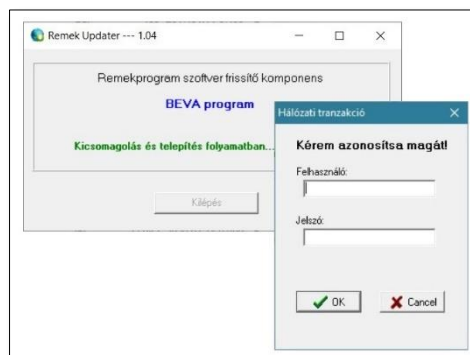 Remek Updater --- 1.04
Remekprogram szoftver frissítő komponens
BEVA program
Kicsomagolás és telepítés folyamatban...
Kilépés
Hálózati tranzakció
Kérem azonosítsa magát!
Felhasználó:
Jelszó:
OK
Cancel